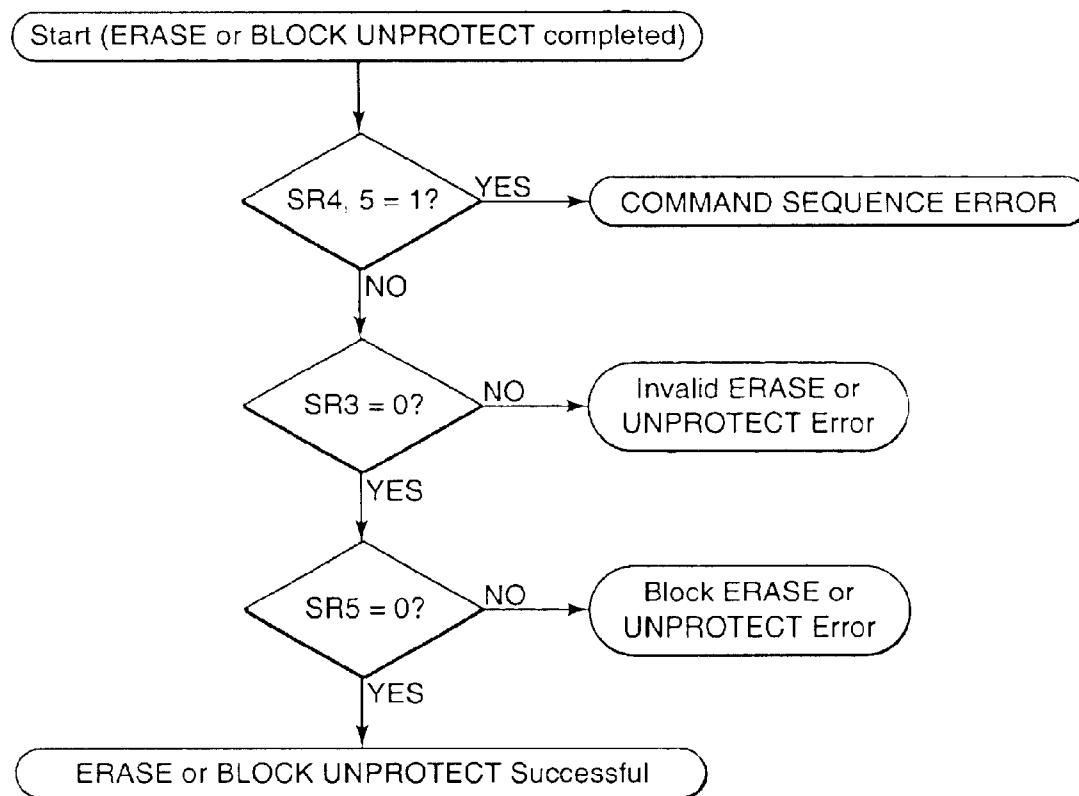 Start (ERASE or BLOCK UNPROTECT completed)
SR4, 5 = 1?
YES
COMMAND SEQUENCE ERROR
NO
SR3 = 0?
NO
Invalid ERASE or
UNPROTECT Error
YES
SR5 = 0?
NO
Block ERASE or
UNPROTECT Error
YES
ERASE or BLOCK UNPROTECT Successful